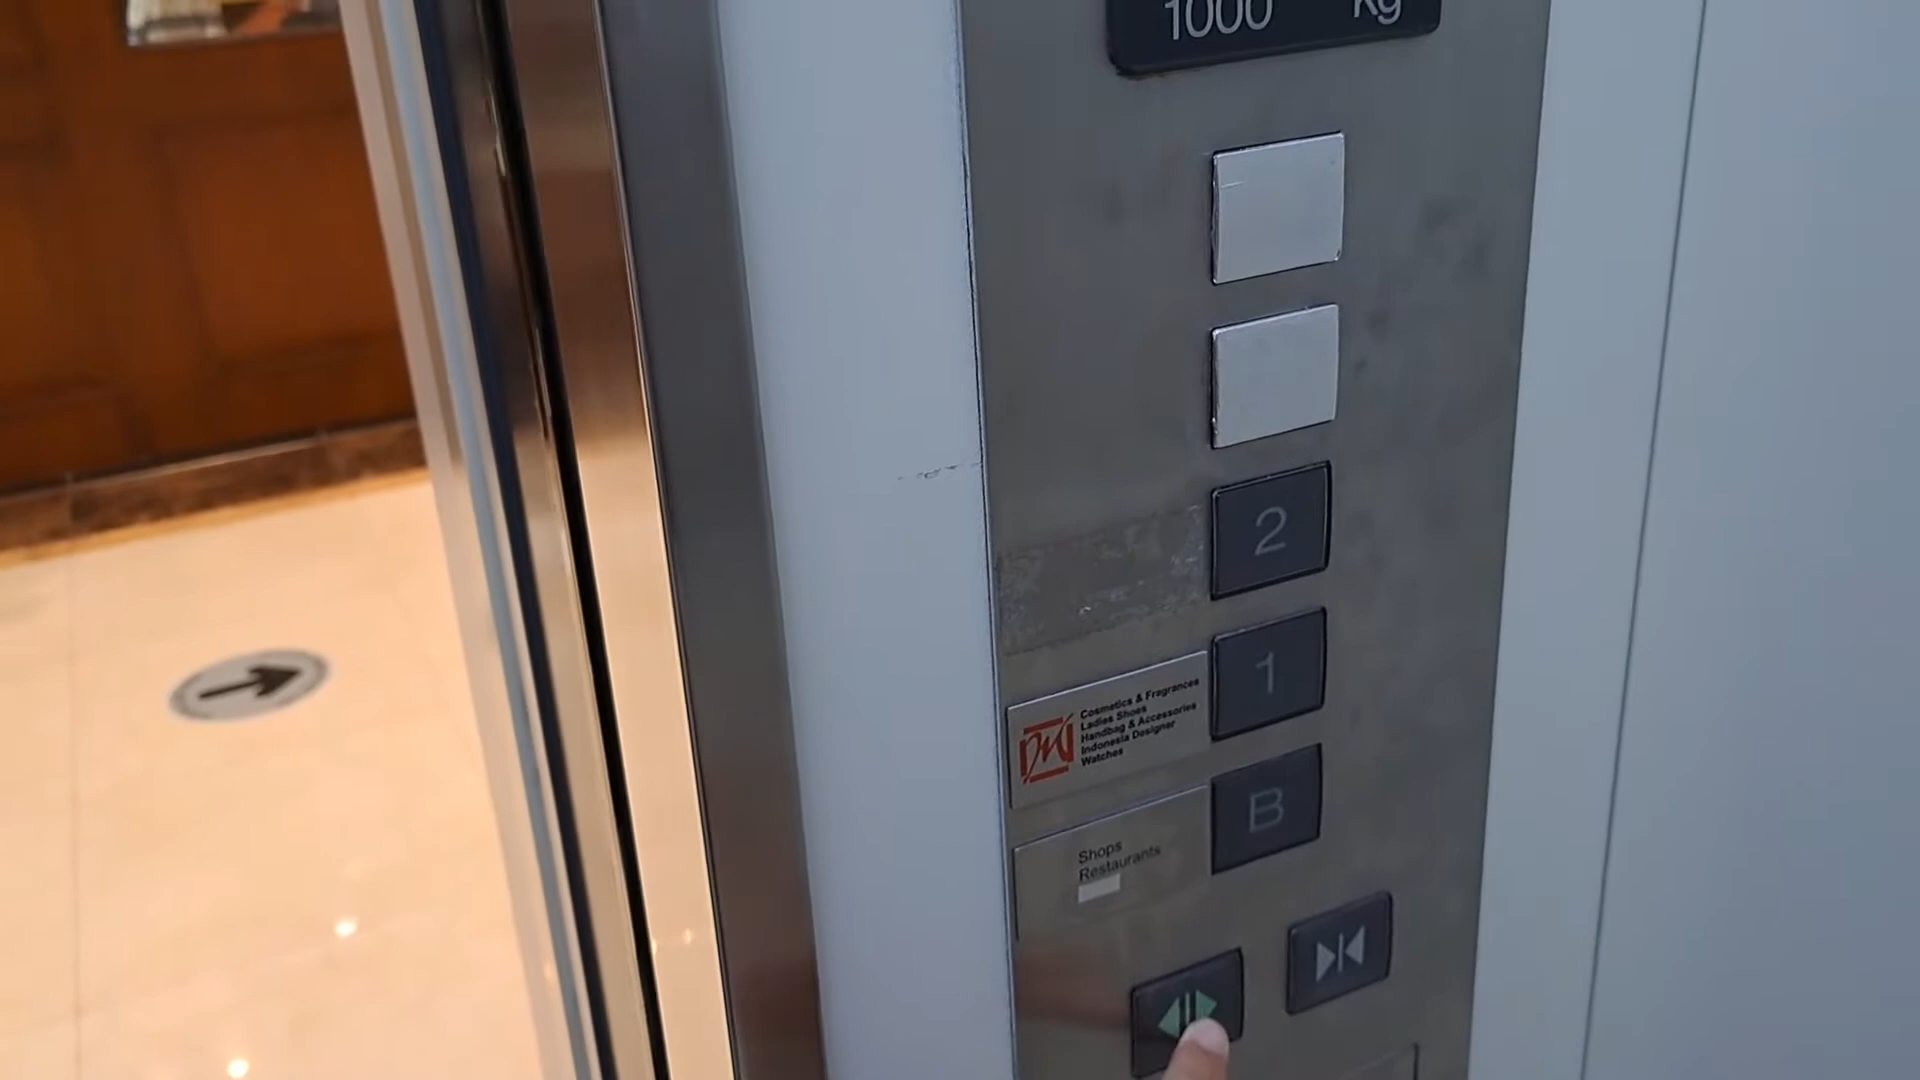 1000 Kg
2
1
Cosmetics & Fragrances
Ladies Shoes
Handbag & Accessories
Indonesia Designer
Watches
B
Shops
Restaurants